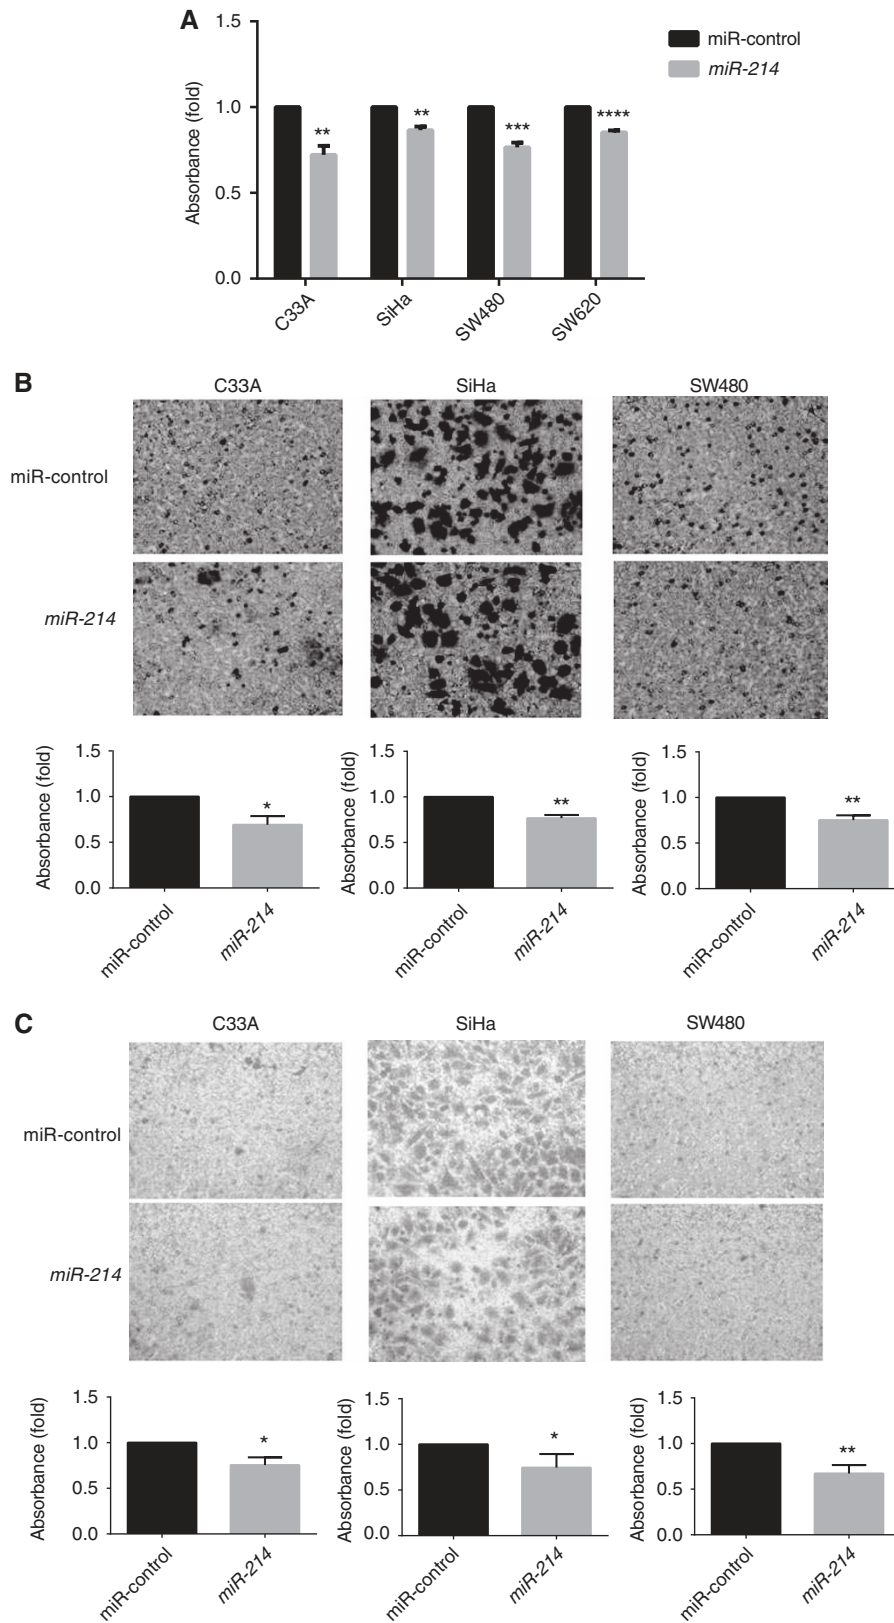 A
miR-control
miR-214
Absorbance (fold)
1.5
1.0
0.5
0.0
**
**
***
****
C33A
SiHa
SW480
SW620
B
C33A
SiHa
SW480
miR-control
miR-214
Absorbance (fold)
1.5
1.0
0.5
0.0
*
miR-control
miR-214
Absorbance (fold)
1.5
1.0
0.5
0.0
**
miR-control
miR-214
Absorbance (fold)
1.5
1.0
0.5
0.0
**
miR-control
miR-214
C
C33A
SiHa
SW480
miR-control
miR-214
Absorbance (fold)
1.5
1.0
0.5
0.0
*
miR-control
miR-214
Absorbance (fold)
1.5
1.0
0.5
0.0
*
miR-control
miR-214
Absorbance (fold)
1.5
1.0
0.5
0.0
**
miR-control
miR-214